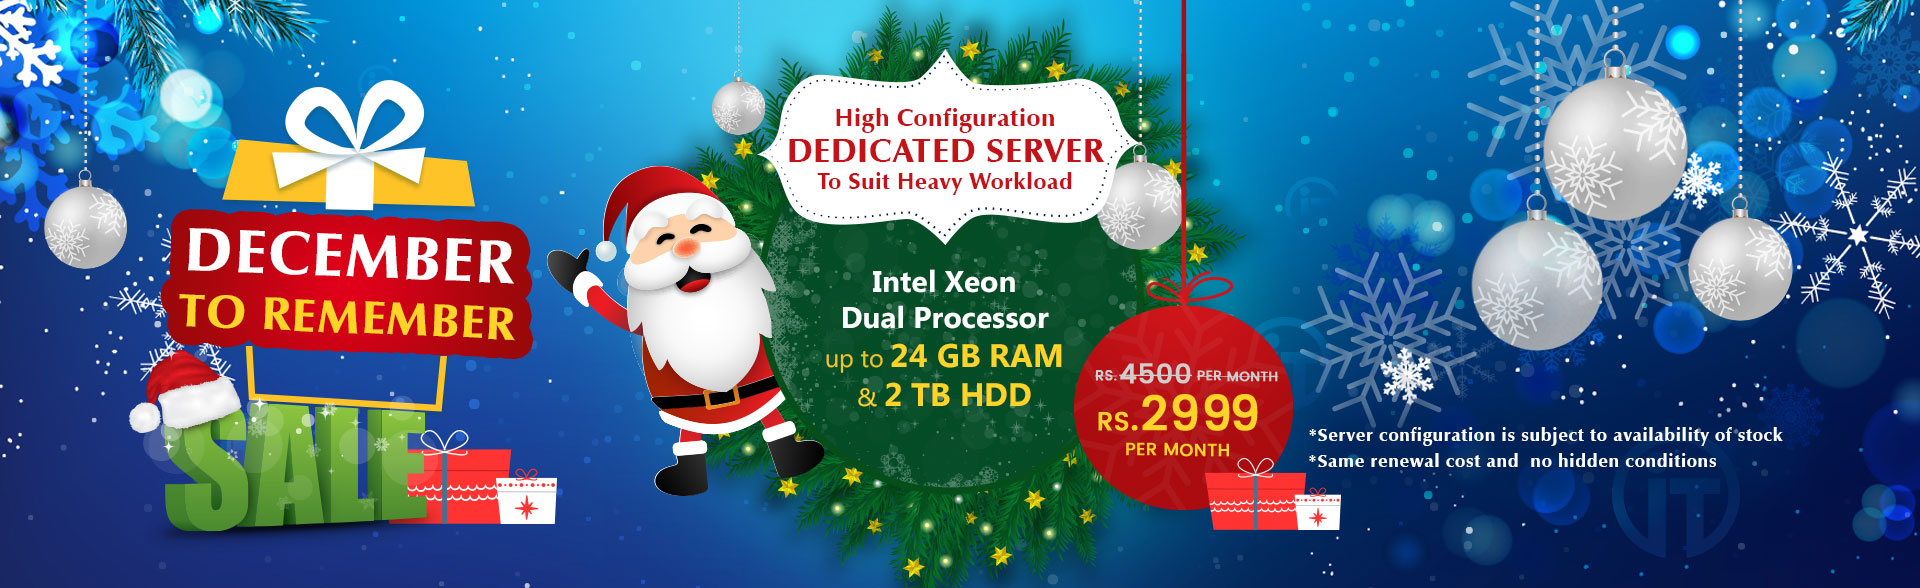 DECEMBER
TO REMEMBER
SALE
High Configuration
DEDICATED SERVER
To Suit Heavy Workload
Intel Xeon
Dual Processor
up to 24 GB RAM
& 2 TB HDD
RS. 4500 PER MONTH
RS.2999
PER MONTH
*Server configuration is subject to availability of stock
*Same renewal cost and no hidden conditions